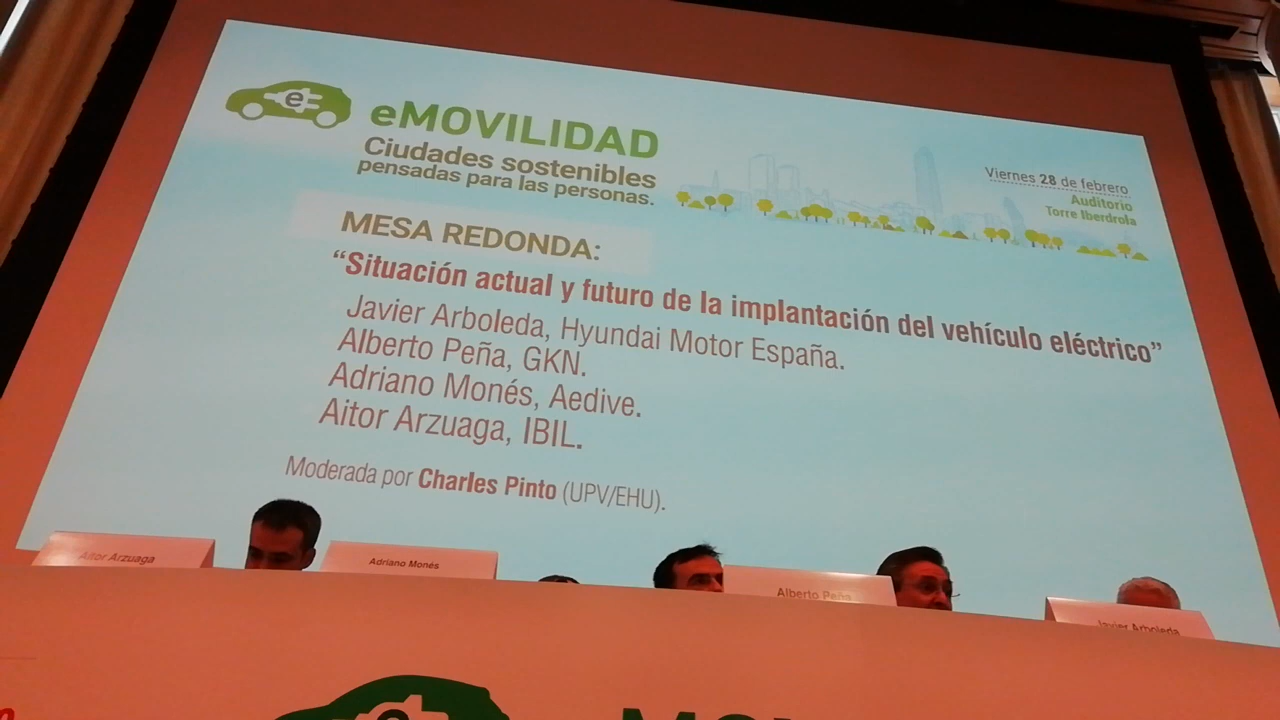 e
eMOVILIDAD
Ciudades sostenibles
pensadas para las personas.
Viernes 28 de febrero
Auditorio
Torre Iberdrola
MESA REDONDA:
“Situación actual y futuro de la implantación del vehículo eléctrico”
Javier Arboleda, Hyundai Motor España.
Alberto Peña, GKN.
Adriano Monés, Aedive.
Aitor Arzuaga, IBIL.
Moderada por Charles Pinto (UPV/EHU).
Aitor Arzuaga
Adriano Monés
Alberto Peña
Javier Arboleda